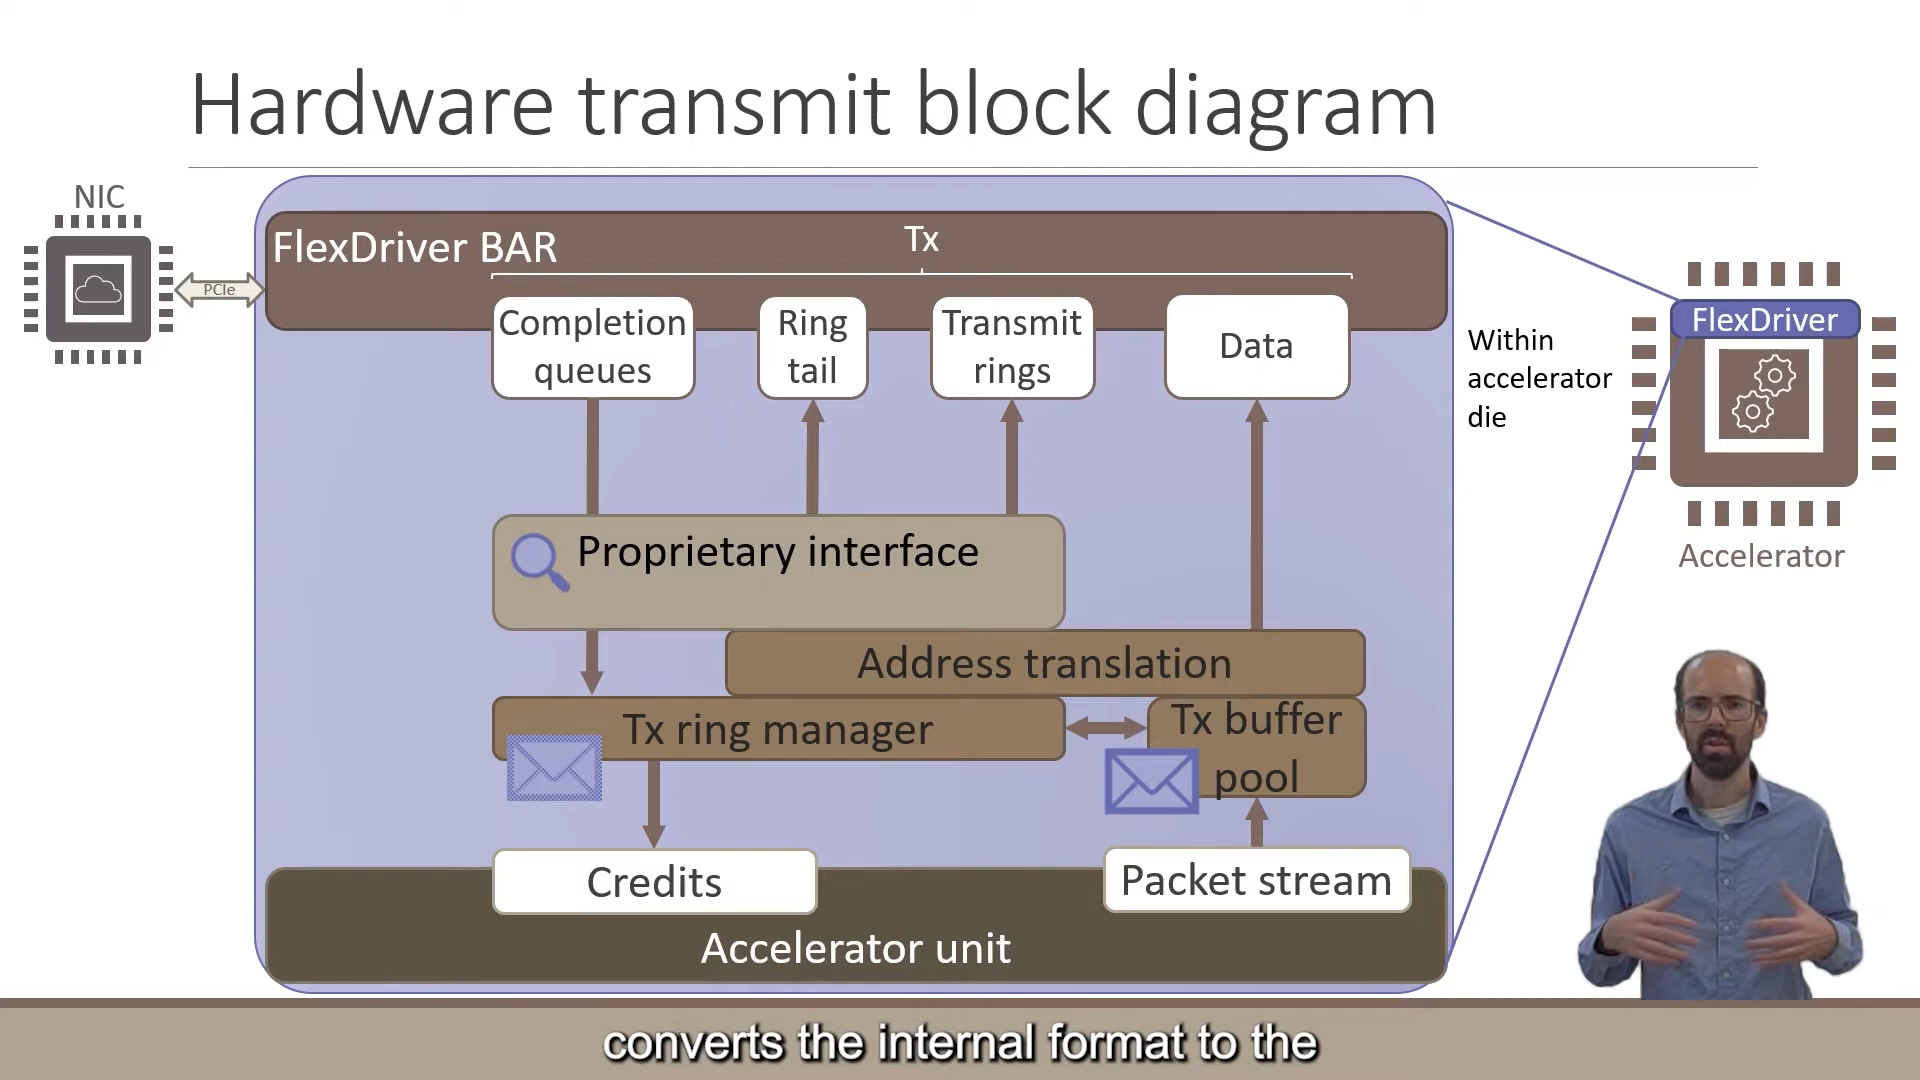 Hardware transmit block diagram
NIC
PCIe
FlexDriver BAR
Tx
Completion
queues
Ring
tail
Transmit
rings
Data
Within
accelerator
die
FlexDriver
Accelerator
Proprietary interface
Address translation
Tx ring manager
Tx buffer
pool
Credits
Packet stream
Accelerator unit
converts the internal format to the